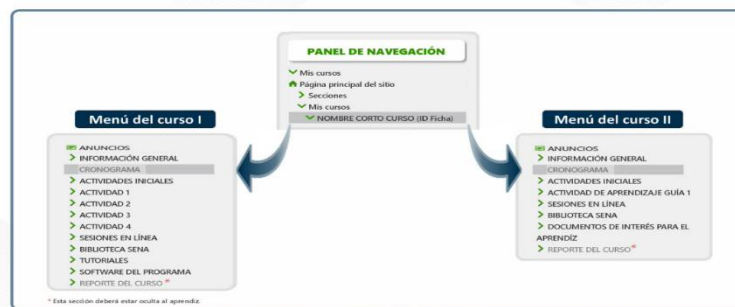 PANEL DE NAVEGACIÓN
Mis cursos
Página principal del sitio
Secciones
Mis cursos
NOMBRE CORTO CURSO (ID Ficha)
Menú del curso I
ANUNCIOS
INFORMACIÓN GENERAL
CRONOGRAMA
ACTIVIDADES INICIALES
ACTIVIDAD 1
ACTIVIDAD 2
ACTIVIDAD 3
ACTIVIDAD 4
SESIONES EN LÍNEA
BIBLIOTECA SENA
TUTORIALES
SOFTWARE DEL PROGRAMA
REPORTE DEL CURSO *
* Esta sección deberá estar oculta al aprendiz
Menú del curso II
ANUNCIOS
INFORMACIÓN GENERAL
CRONOGRAMA
ACTIVIDADES INICIALES
ACTIVIDAD DE APRENDIZAJE GUÍA 1
SESIONES EN LÍNEA
BIBLIOTECA SENA
DOCUMENTOS DE INTERÉS PARA EL
APRENDÍZ
REPORTE DEL CURSO*